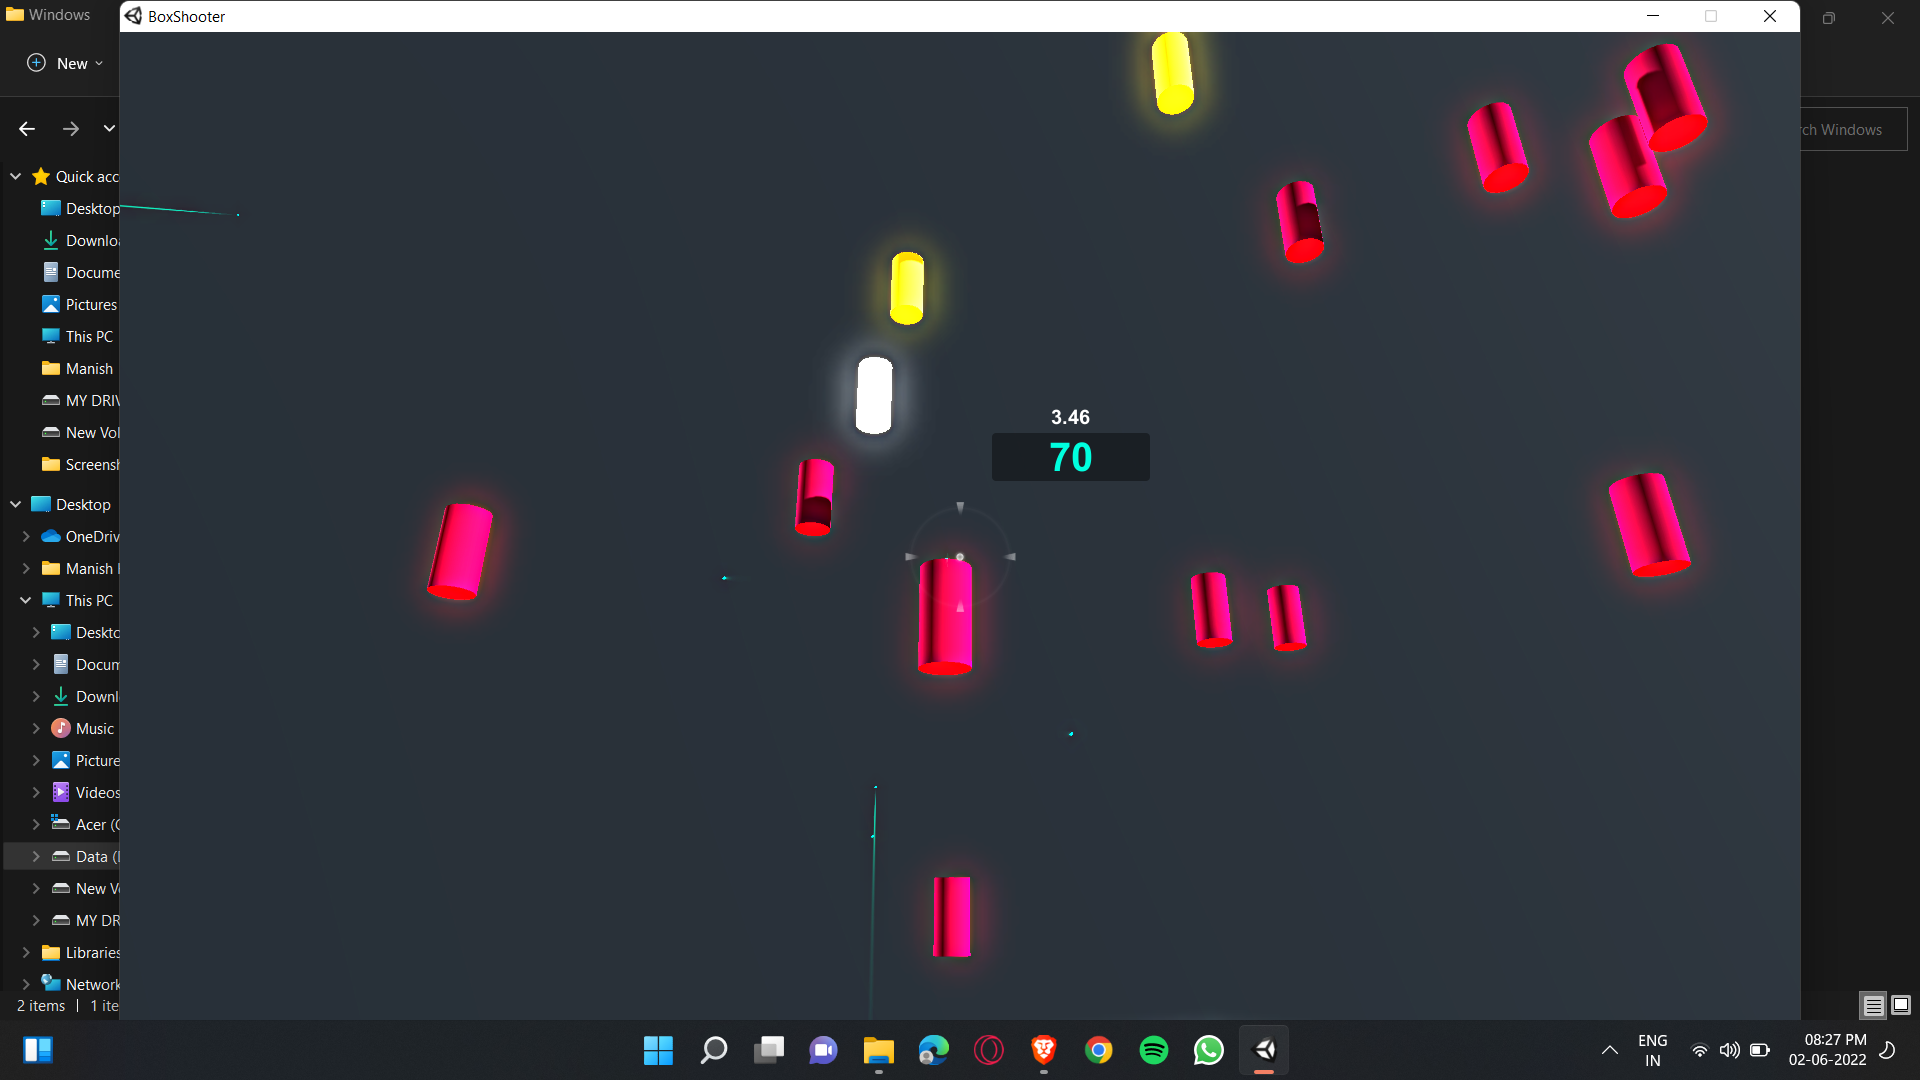 Windows
BoxShooter
New
rch Windows
Quick acc
Desktop
Downlo
Docume
Pictures
This PC
Manish
MY DRIV
New Vol
Screensh
Desktop
OneDriv
Manish
This PC
Deskto
Docum
Downl
Music
Picture
Videos
Acer (C
Data (
New Vo
MY DR
Libraries
Network
2 items
1 ite
3.46
70
ENG
IN
08:27 PM
02-06-2022